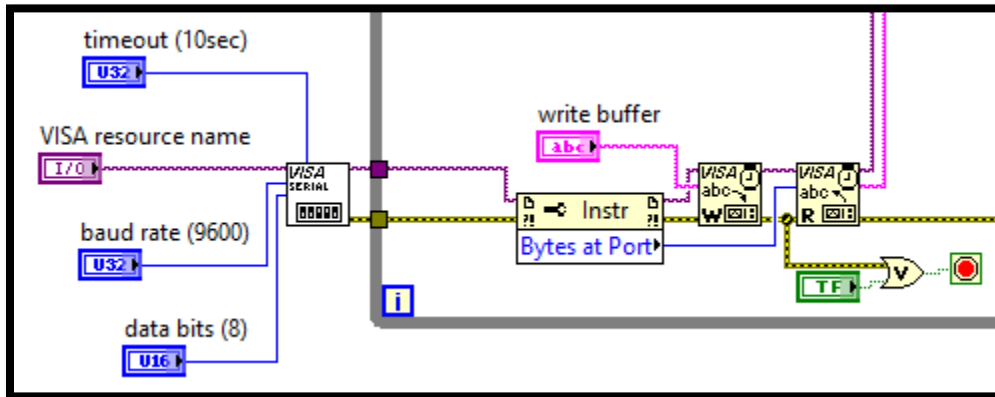 timeout (10sec)
U32
VISA resource name
I/O
VISA
SERIAL
baud rate (9600)
U32
data bits (8)
U16
i
write buffer
abc
Instr
Bytes at Port
VISA
abc
W
VISA
abc
R
TF
V